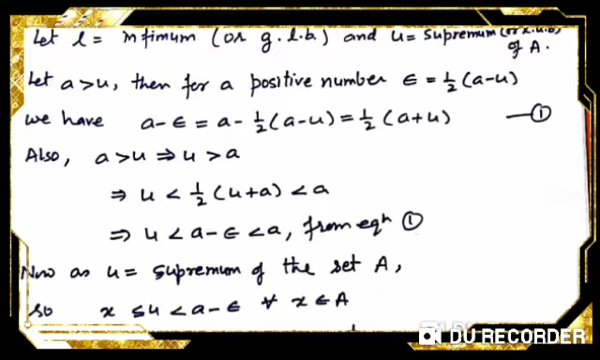 Let l = infimum (or g.l.b.) and u = supremum (or l.u.b)
of A.
Let a > u, then for a positive number ε = ½ (a-u)
we have a-ε = a - ½ (a-u) = ½ (a+u) —①
Also, a > u ⇒ u > a
⇒ u < ½ (u+a) < a
⇒ u < a-ε < a, from eqn ①
Now as u = supremum of the set A,
so x ≤ u < a-ε ∀ x ∈ A
DU RECORDER